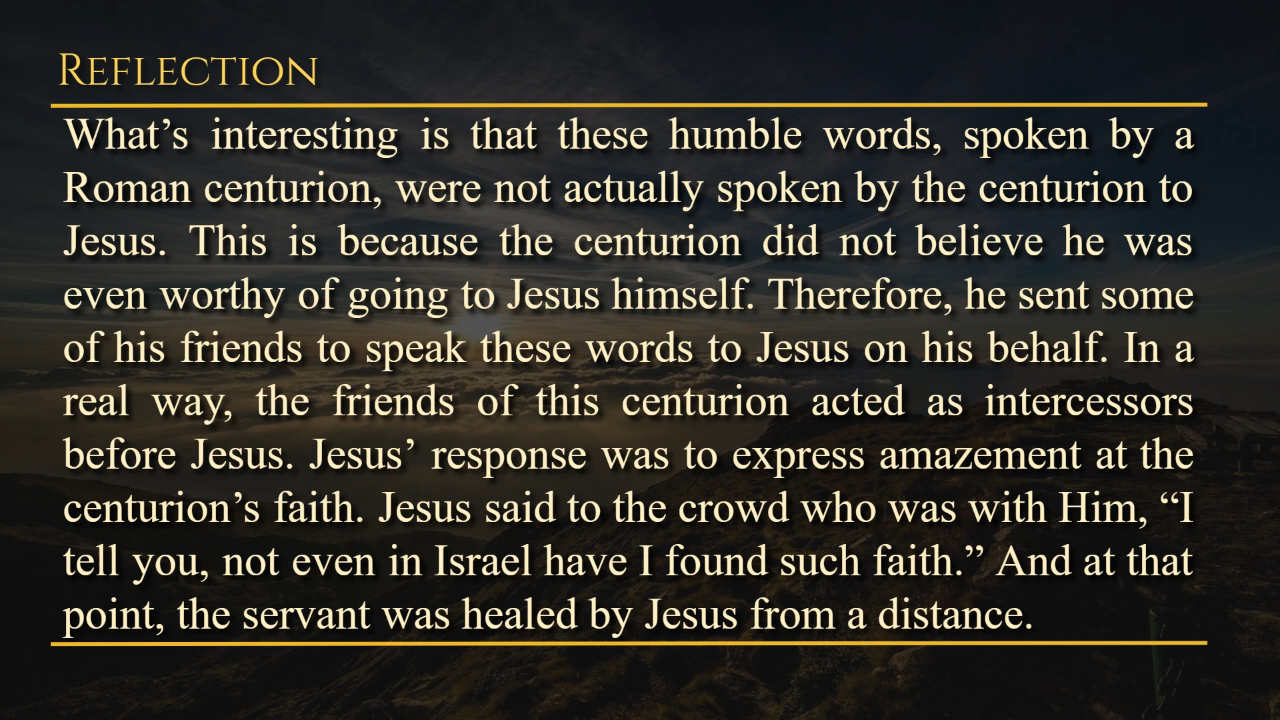 Reflection
What’s interesting is that these humble words, spoken by a
Roman centurion, were not actually spoken by the centurion to
Jesus. This is because the centurion did not believe he was
even worthy of going to Jesus himself. Therefore, he sent some
of his friends to speak these words to Jesus on his behalf. In a
real way, the friends of this centurion acted as intercessors
before Jesus. Jesus’ response was to express amazement at the
centurion’s faith. Jesus said to the crowd who was with Him, “I
tell you, not even in Israel have I found such faith.” And at that
point, the servant was healed by Jesus from a distance.